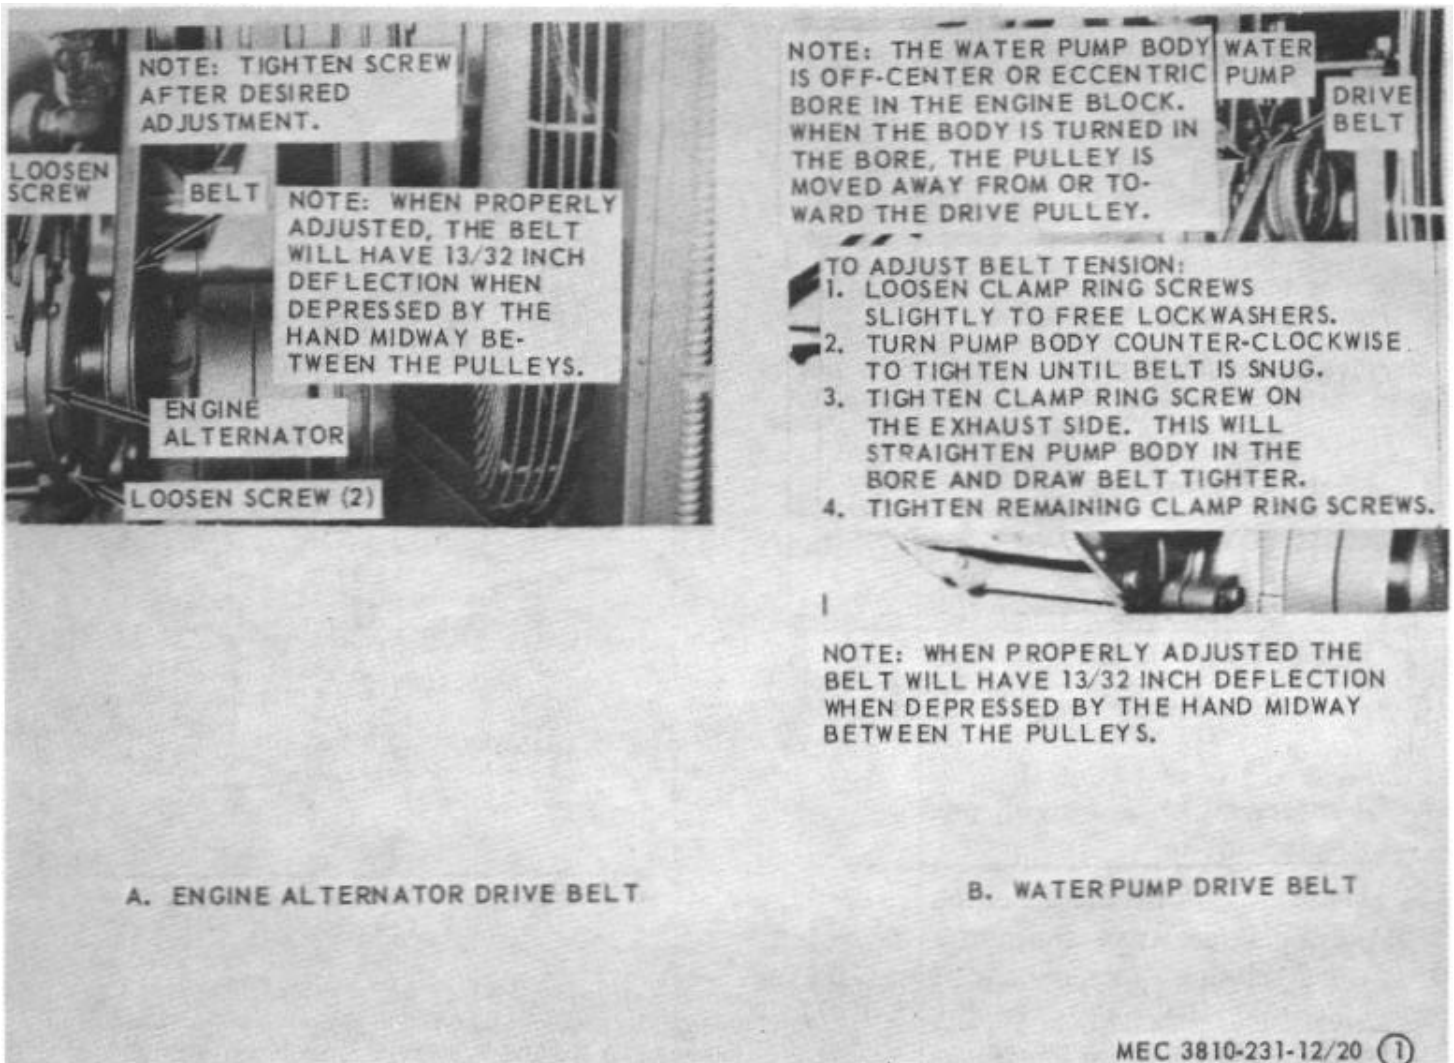 NOTE: TIGHTEN SCREW
AFTER DESIRED
ADJUSTMENT.
LOOSEN
SCREW
BELT
NOTE: WHEN PROPERLY
ADJUSTED, THE BELT
WILL HAVE 13/32 INCH
DEFLECTION WHEN
DEPRESSED BY THE
HAND MIDWAY BE-
TWEEN THE PULLEYS.
ENGINE
ALTERNATOR
LOOSEN SCREW (2)
A. ENGINE ALTERNATOR DRIVE BELT
NOTE: THE WATER PUMP BODY
IS OFF-CENTER OR ECCENTRIC
BORE IN THE ENGINE BLOCK.
WHEN THE BODY IS TURNED IN
THE BORE, THE PULLEY IS
MOVED AWAY FROM OR TO-
WARD THE DRIVE PULLEY.
WATER
PUMP
DRIVE
BELT
TO ADJUST BELT TENSION:
1. LOOSEN CLAMP RING SCREWS
SLIGHTLY TO FREE LOCKWASHERS.
2. TURN PUMP BODY COUNTER-CLOCKWISE
TO TIGHTEN UNTIL BELT IS SNUG.
3. TIGHTEN CLAMP RING SCREW ON
THE EXHAUST SIDE. THIS WILL
STRAIGHTEN PUMP BODY IN THE
BORE AND DRAW BELT TIGHTER.
4. TIGHTEN REMAINING CLAMP RING SCREWS.
NOTE: WHEN PROPERLY ADJUSTED THE
BELT WILL HAVE 13/32 INCH DEFLECTION
WHEN DEPRESSED BY THE HAND MIDWAY
BETWEEN THE PULLEYS.
B. WATER PUMP DRIVE BELT
MEC 3810-231-12/20 1